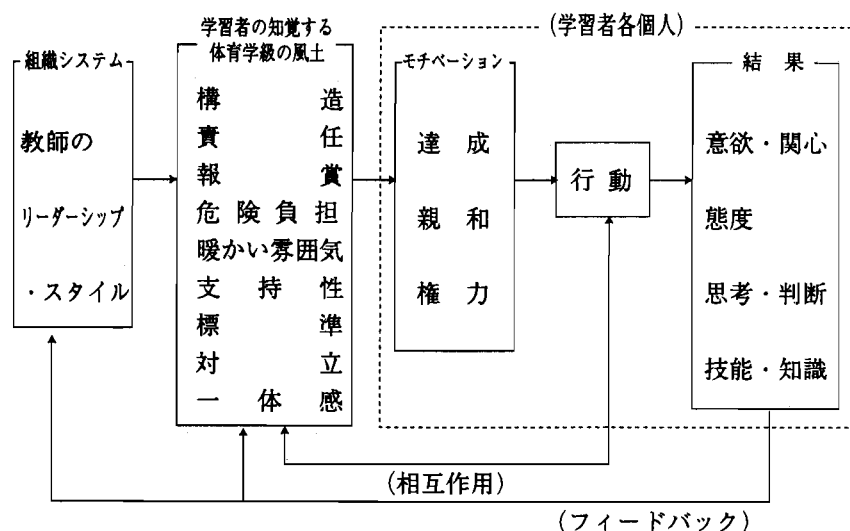 組織システム
教師の
リーダーシップ
・スタイル
学習者の知覚する
体育学級の風土
構造
責任
報賞
危険負担
暖かい雰囲気
支持性
標準
対立
一体感
(学習者各個人)
モチベーション
達成
親和
権力
行動
結果
意欲・関心
態度
思考・判断
技能・知識
(相互作用)
(フィードバック)